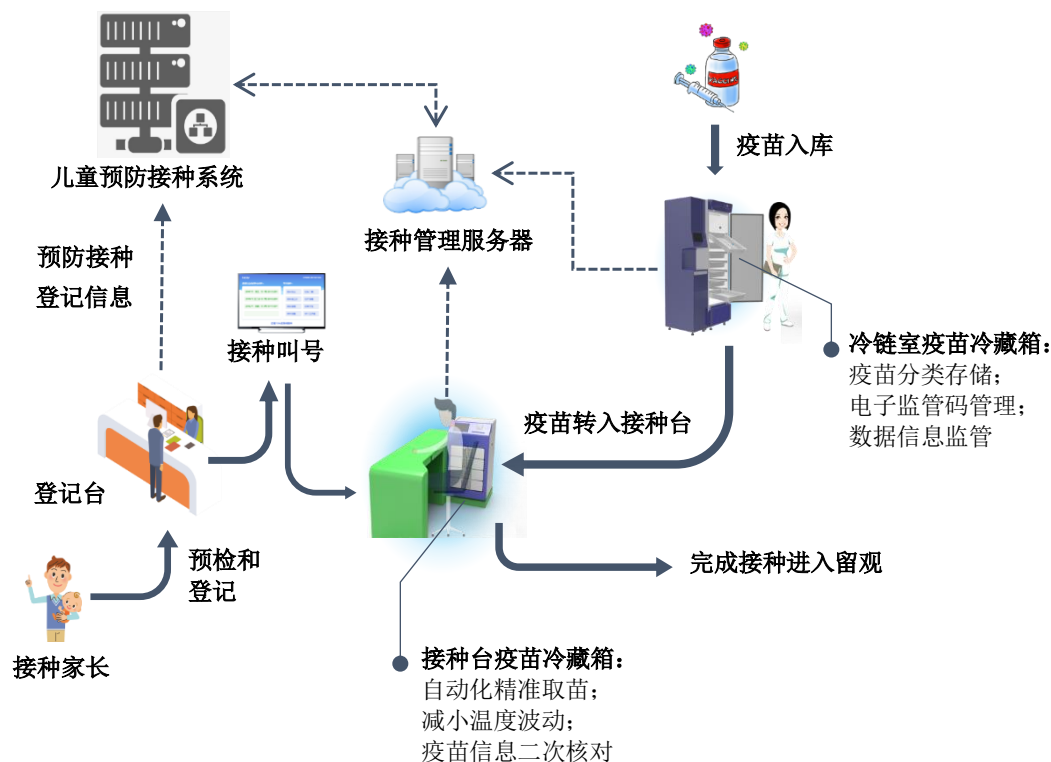 疫苗入库
儿童预防接种系统
接种管理服务器
预防接种
登记信息
接种叫号
冷链室疫苗冷藏箱：
疫苗分类存储；
电子监管码管理；
数据信息监管
疫苗转入接种台
登记台
预检和
登记
完成接种进入留观
接种家长
接种台疫苗冷藏箱：
自动化精准取苗；
减小温度波动；
疫苗信息二次核对